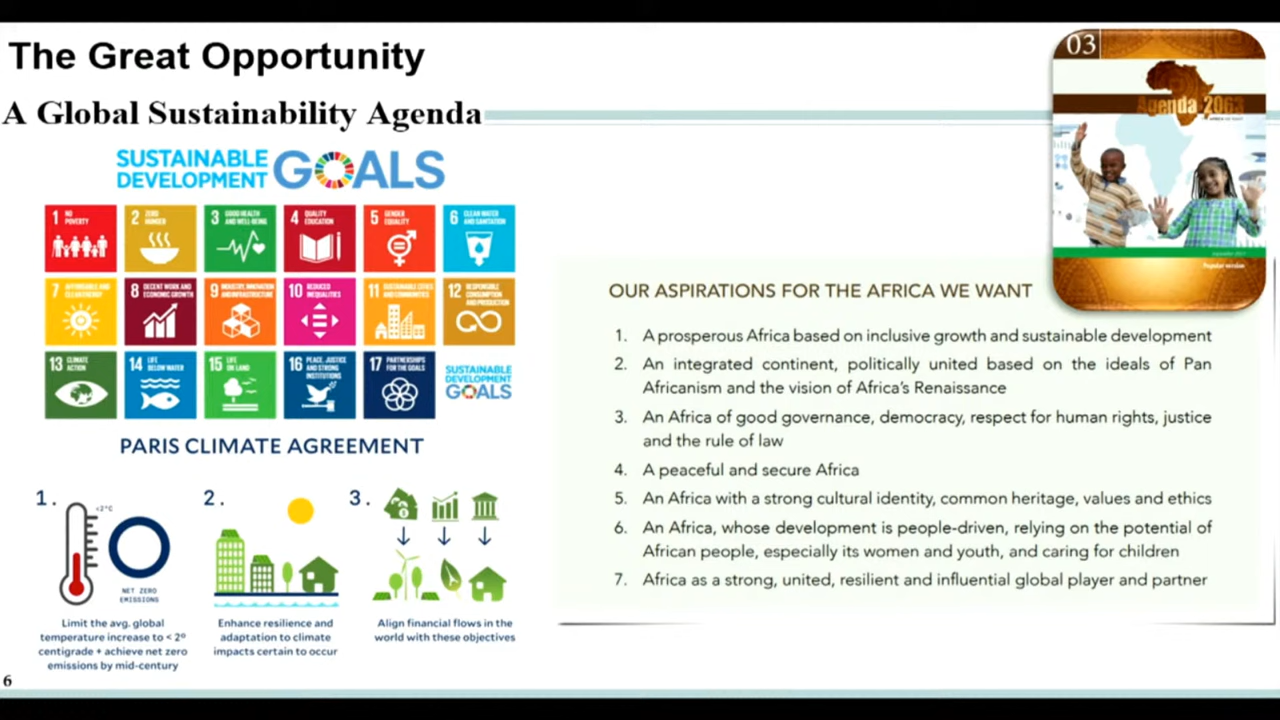 The Great Opportunity
A Global Sustainability Agenda
SUSTAINABLE
DEVELOPMENT
GOALS
1 NO
POVERTY
2 ZERO
HUNGER
3 GOOD HEALTH
AND WELL-BEING
4 QUALITY
EDUCATION
5 GENDER
EQUALITY
6 CLEAN WATER
AND SANITATION
7 AFFORDABLE AND
CLEAN ENERGY
8 DECENT WORK AND
ECONOMIC GROWTH
9 INDUSTRY, INNOVATION
AND INFRASTRUCTURE
10 REDUCED
INEQUALITIES
11 SUSTAINABLE CITIES
AND COMMUNITIES
12 RESPONSIBLE
CONSUMPTION
AND PRODUCTION
13 CLIMATE
ACTION
14 LIFE
BELOW WATER
15 LIFE
ON LAND
16 PEACE, JUSTICE
AND STRONG
INSTITUTIONS
17 PARTNERSHIPS
FOR THE GOALS
SUSTAINABLE
DEVELOPMENT
GOALS
PARIS CLIMATE AGREEMENT
1.
<2°C
NET ZERO
EMISSIONS
Limit the avg. global
temperature increase to < 2°
centigrade + achieve net zero
emissions by mid-century
2.
Enhance resilience and
adaptation to climate
impacts certain to occur
3.
Align financial flows in the
world with these objectives
03
Agenda 2063
Popular version
OUR ASPIRATIONS FOR THE AFRICA WE WANT
1. A prosperous Africa based on inclusive growth and sustainable development
2. An integrated continent, politically united based on the ideals of Pan
Africanism and the vision of Africa's Renaissance
3. An Africa of good governance, democracy, respect for human rights, justice
and the rule of law
4. A peaceful and secure Africa
5. An Africa with a strong cultural identity, common heritage, values and ethics
6. An Africa, whose development is people-driven, relying on the potential of
African people, especially its women and youth, and caring for children
7. Africa as a strong, united, resilient and influential global player and partner
6